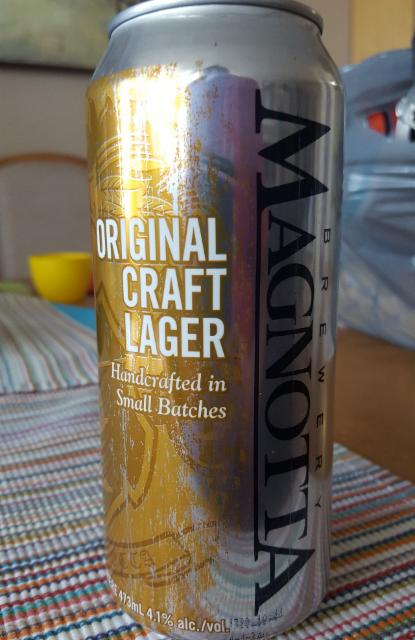 ORIGINAL
CRAFT
LAGER
Handcrafted in
Small Batches
473mL 4.1% alc./vol.
MAGNOTTA
BREWERY